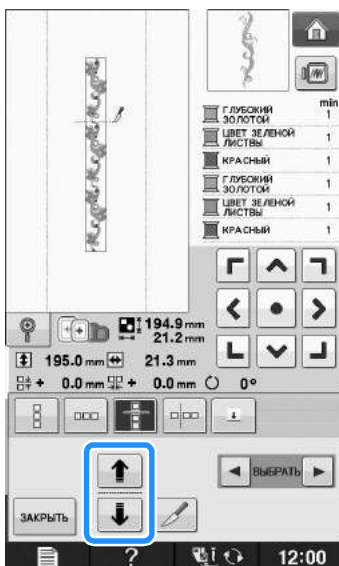 min
ГЛУБОКИЙ ЗОЛОТОЙ 1
ЦВЕТ ЗЕЛЕНОЙ ЛИСТВЫ 1
КРАСНЫЙ 1
ГЛУБОКИЙ ЗОЛОТОЙ 1
ЦВЕТ ЗЕЛЕНОЙ ЛИСТВЫ 1
КРАСНЫЙ 1
194.9 mm
21.2 mm
195.0 mm 21.3 mm
+ 0.0 mm + 0.0 mm 0°
ВЫБРАТЬ
ЗАКРЫТЬ
? 12:00